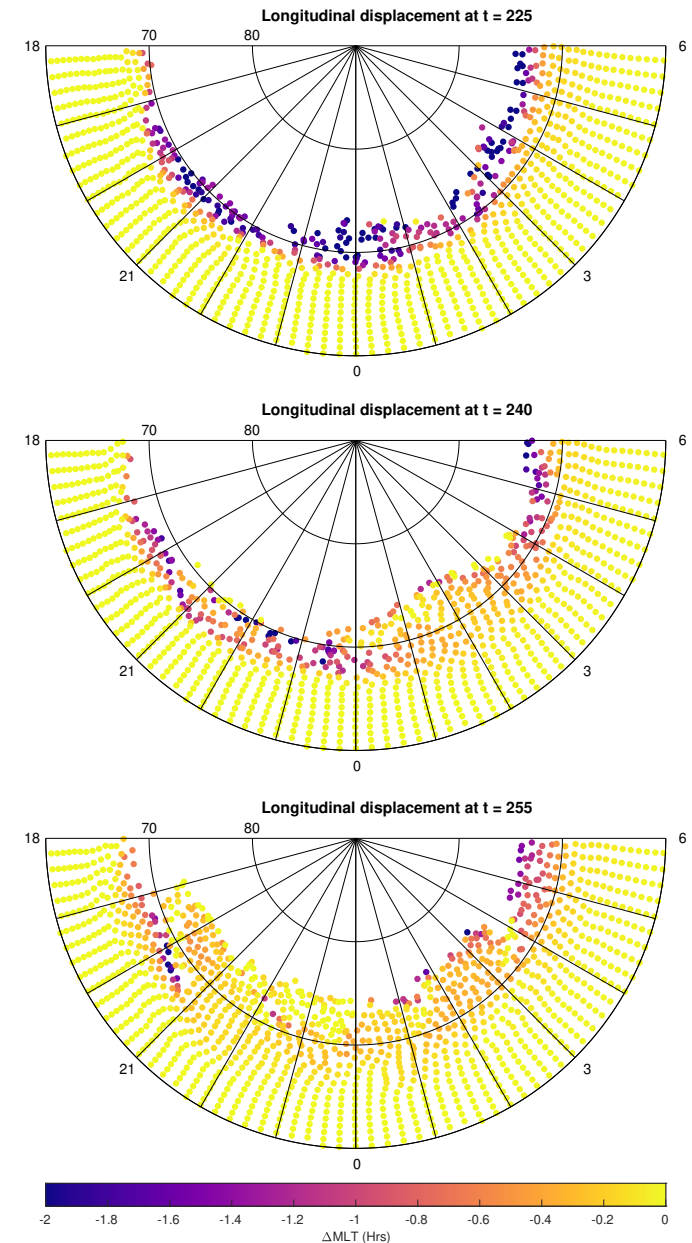 Longitudinal displacement at t = 225
18 70 80 6
21 3
0
Longitudinal displacement at t = 240
18 70 80 6
21 3
0
Longitudinal displacement at t = 255
18 70 80 6
21 3
0
-2 -1.8 -1.6 -1.4 -1.2 -1 -0.8 -0.6 -0.4 -0.2 0
ΔMLT (Hrs)